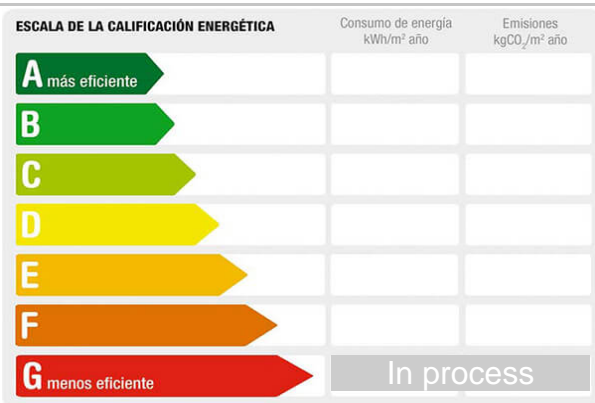 ESCALA DE LA CALIFICACIÓN ENERGÉTICA
Consumo de energía
kWh/m² año
Emisiones
kgCO₂/m² año
A más eficiente
B
C
D
E
F
G menos eficiente
In process